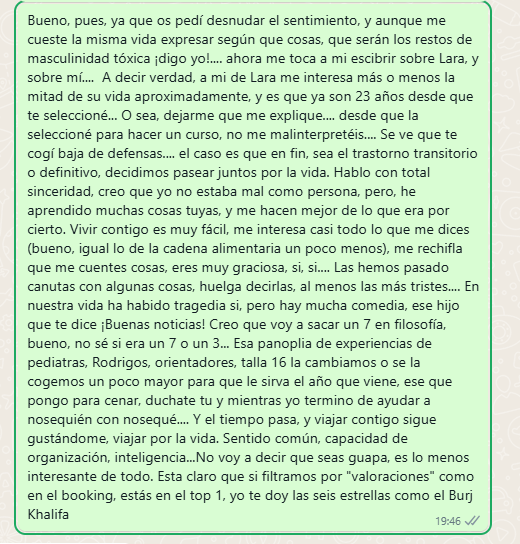 Bueno, pues, ya que os pedí desnudar el sentimiento, y aunque me
cueste la misma vida expresar según que cosas, que serán los restos de
masculinidad tóxica ¡digo yo!.... ahora me toca a mi escibrir sobre Lara, y
sobre mí....  A decir verdad, a mi de Lara me interesa más o menos la
mitad de su vida aproximadamente, y es que ya son 23 años desde que
te seleccioné... O sea, dejarme que me explique.... desde que la
seleccioné para hacer un curso, no me malinterpretéis.... Se ve que te
cogí baja de defensas.... el caso es que en fin, sea el trastorno transitorio
o definitivo, decidimos pasear juntos por la vida. Hablo con total
sinceridad, creo que yo no estaba mal como persona, pero, he
aprendido muchas cosas tuyas, y me hacen mejor de lo que era por
cierto. Vivir contigo es muy fácil, me interesa casi todo lo que me dices
(bueno, igual lo de la cadena alimentaria un poco menos), me rechifla
que me cuentes cosas, eres muy graciosa, si, si.... Las hemos pasado
canutas con algunas cosas, huelga decirlas, al menos las más tristes.... En
nuestra vida ha habido tragedia si, pero hay mucha comedia, ese hijo
que te dice ¡Buenas noticias! Creo que voy a sacar un 7 en filosofía,
bueno, no sé si era un 7 o un 3... Esa panoplia de experiencias de
pediatras, Rodrigos, orientadores, talla 16 la cambiamos o se la
cogemos un poco mayor para que le sirva el año que viene, ese que
pongo para cenar, duchate tu y mientras yo termino de ayudar a
nosequién con nosequé.... Y el tiempo pasa, y viajar contigo sigue
gustándome, viajar por la vida. Sentido común, capacidad de
organización, inteligencia...No voy a decir que seas guapa, es lo menos
interesante de todo. Esta claro que si filtramos por "valoraciones" como
en el booking, estás en el top 1, yo te doy las seis estrellas como el Burj
Khalifa
19:46